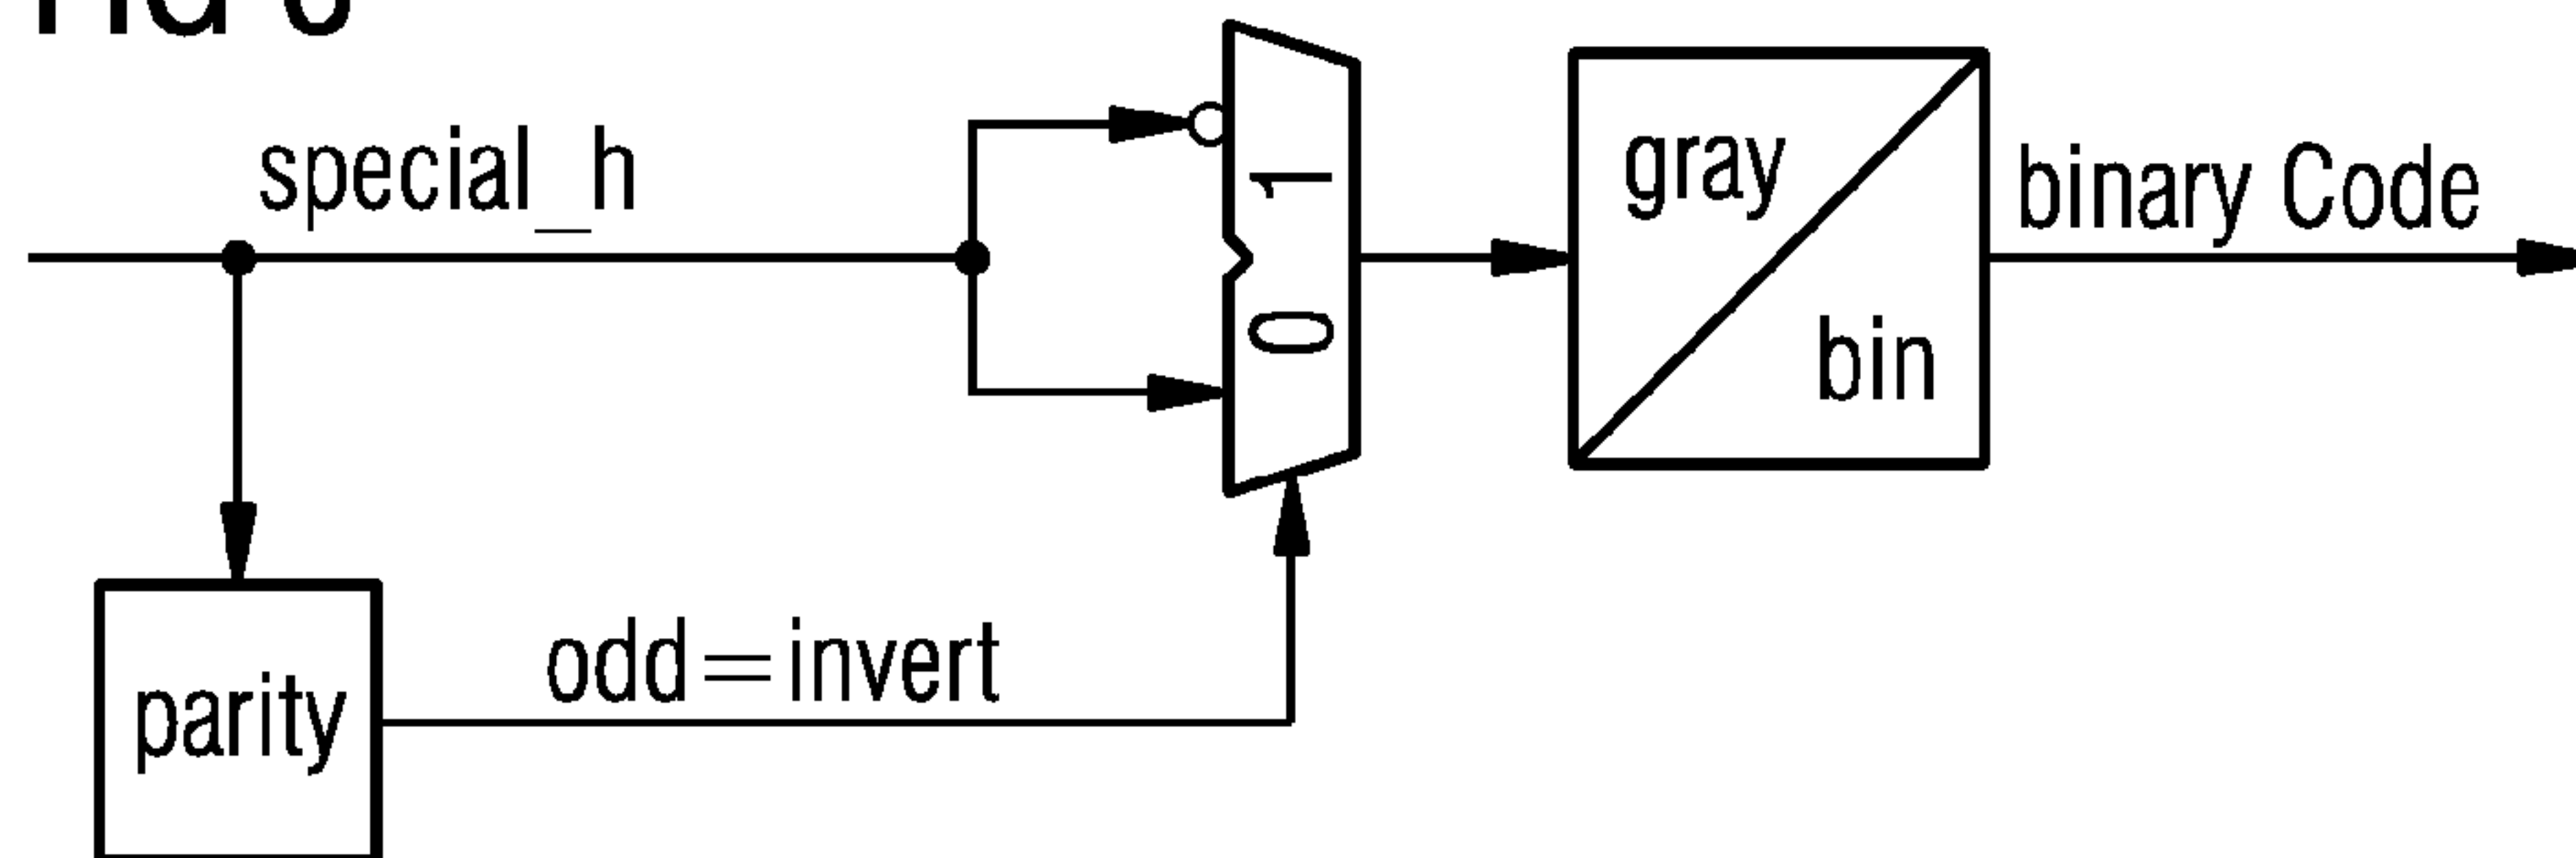 special_h
1
0
gray
bin
binary Code
odd=invert
parity